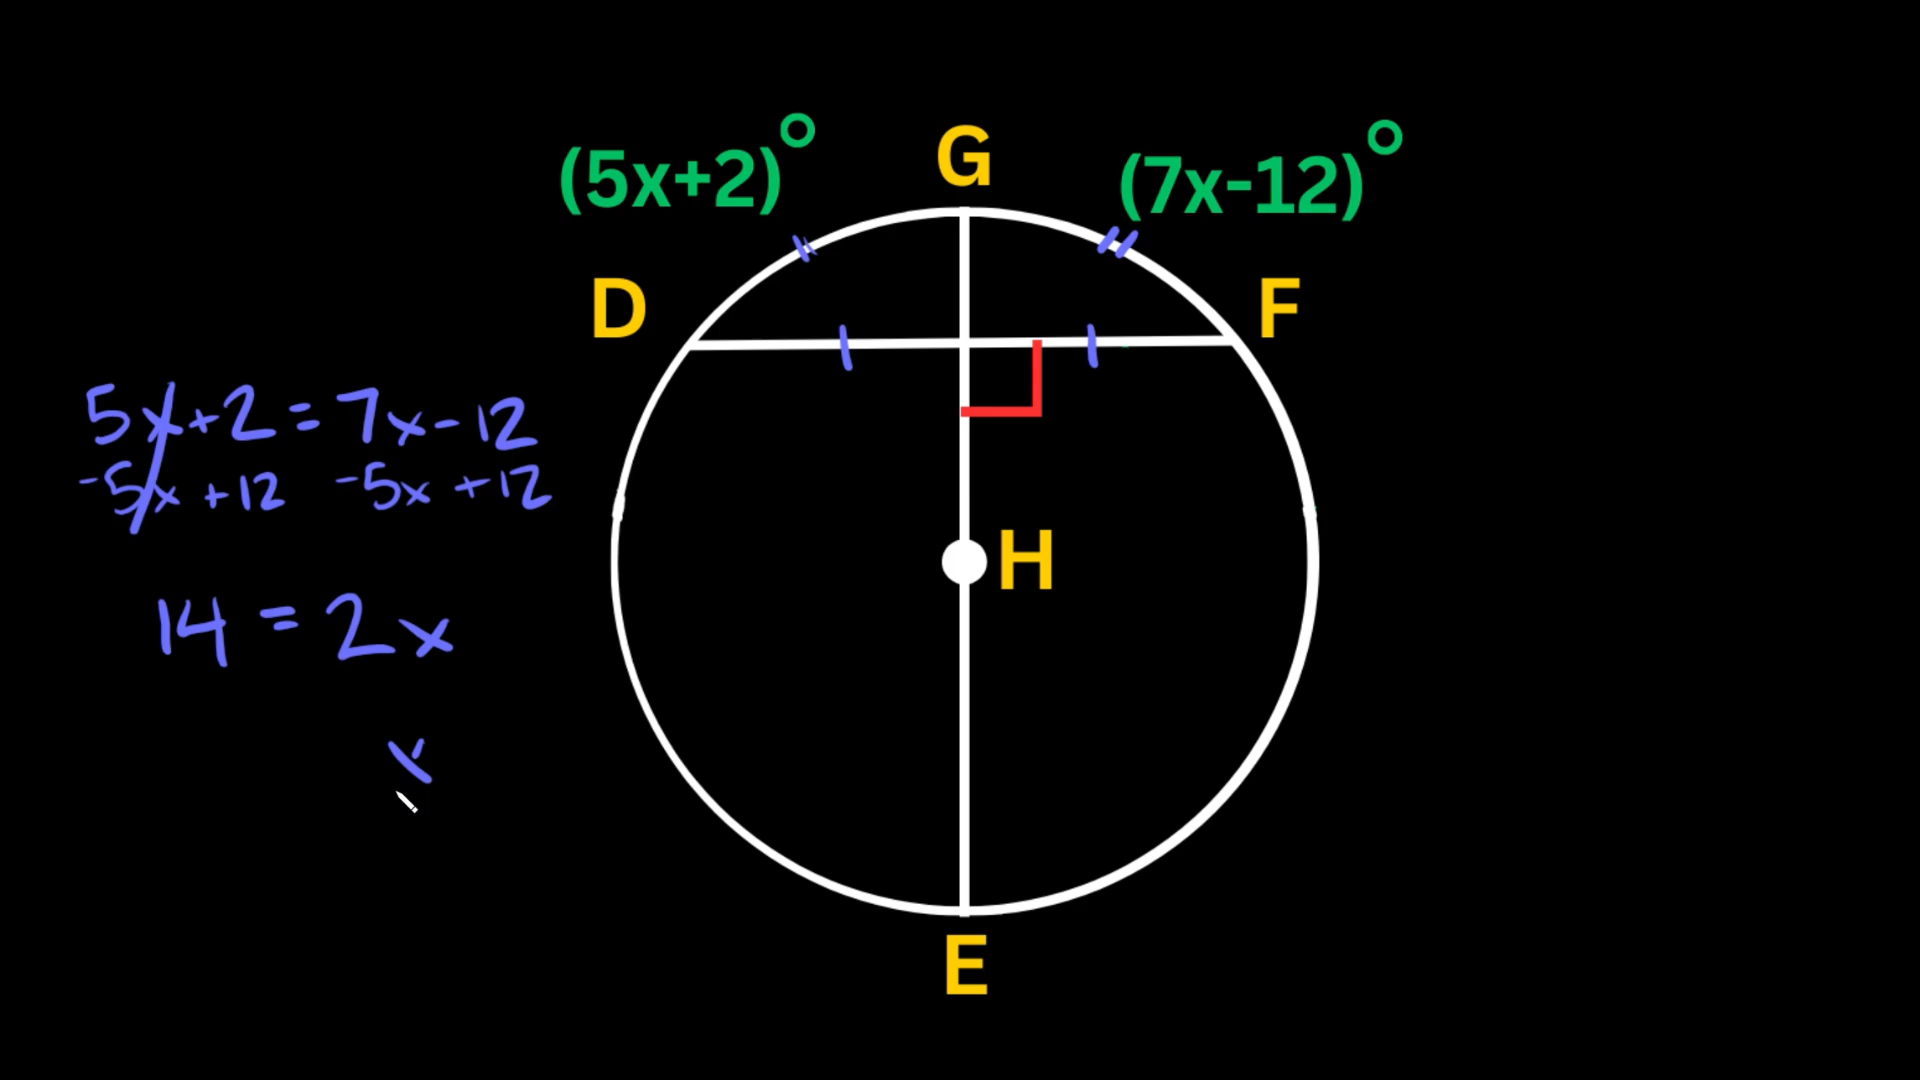 (5x+2)°
G
(7x-12)°
D
F
5x+2=7x-12
-5x +12 -5x +12
H
14 = 2x
x
E